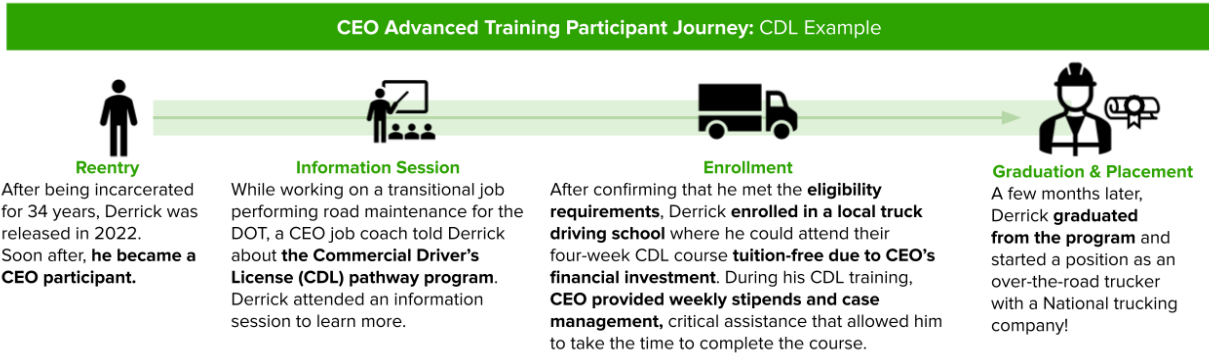 CEO Advanced Training Participant Journey: CDL Example
Reentry
After being incarcerated
for 34 years, Derrick was
released in 2022.
Soon after, he became a
CEO participant.
Information Session
While working on a transitional job
performing road maintenance for the
DOT, a CEO job coach told Derrick
about the Commercial Driver's
License (CDL) pathway program.
Derrick attended an information
session to learn more.
Enrollment
After confirming that he met the eligibility
requirements, Derrick enrolled in a local truck
driving school where he could attend their
four-week CDL course tuition-free due to CEO's
financial investment. During his CDL training,
CEO provided weekly stipends and case
management, critical assistance that allowed him
to take the time to complete the course.
Graduation & Placement
A few months later,
Derrick graduated
from the program and
started a position as an
over-the-road trucker
with a National trucking
company!